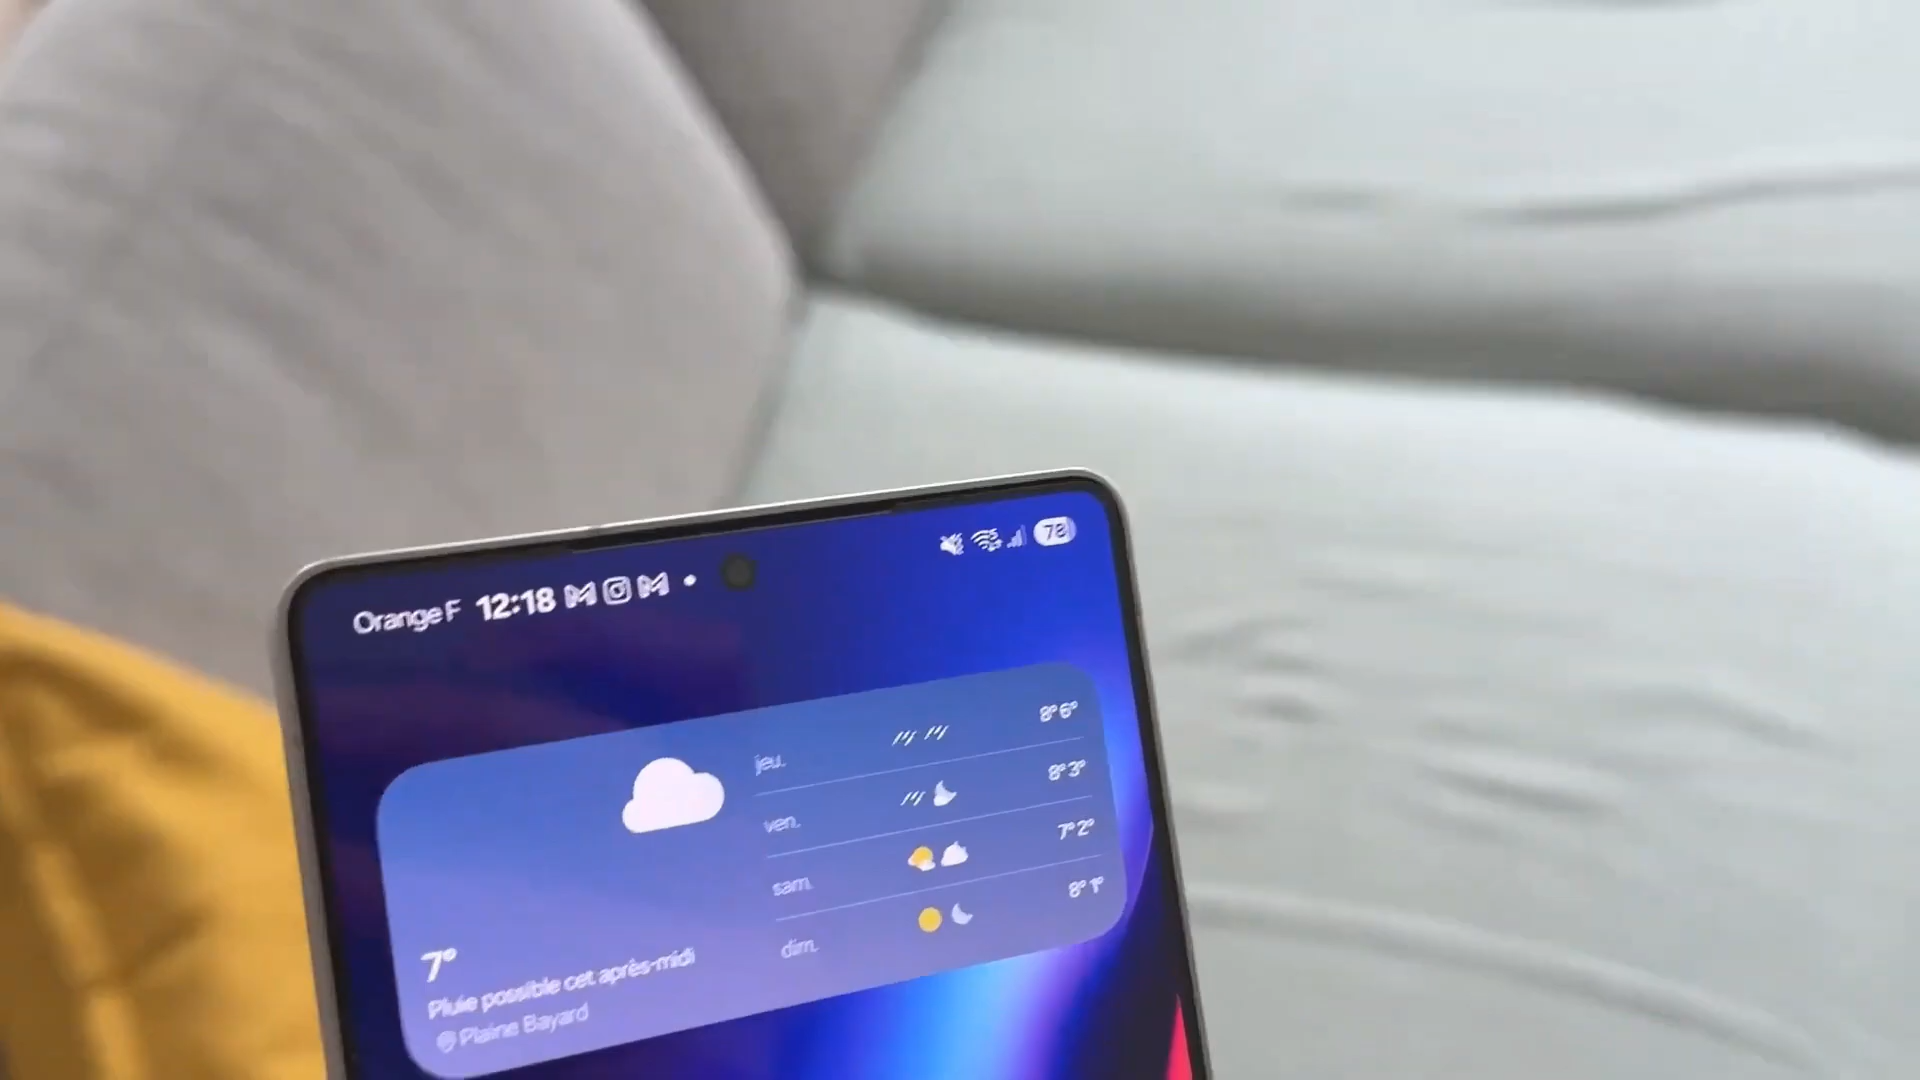 Orange F 12:18 78
7°
Pluie possible cet après-midi
Plaine Bayard
jeu. 8° 6°
ven. 8° 3°
sam. 7° 2°
dim. 8° 1°